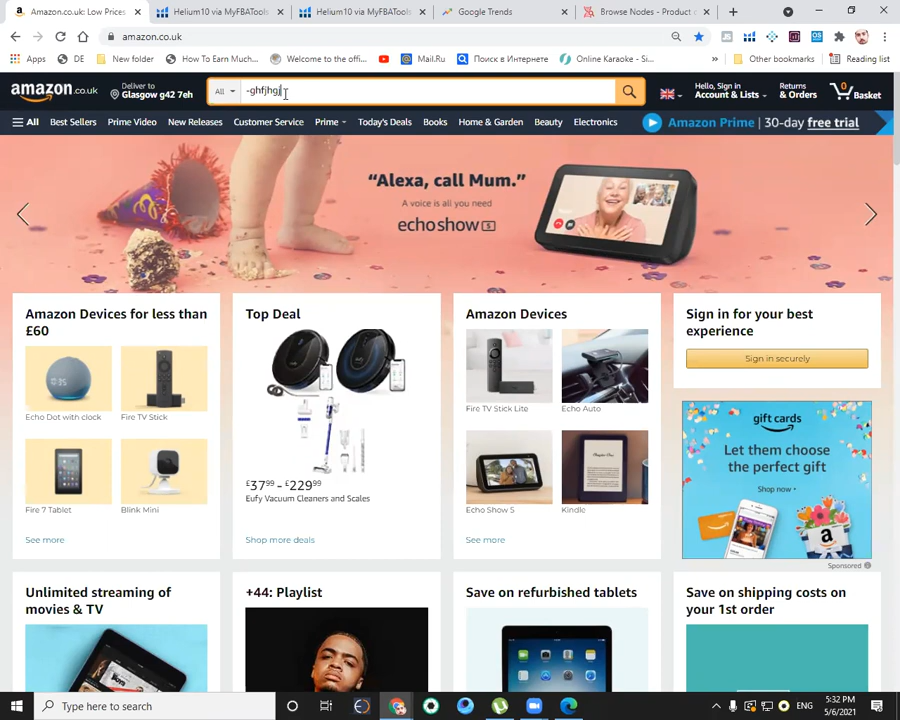 Amazon.co.uk: Low Prices
Helium10 via MyFBATools
Helium10 via MyFBATools
Google Trends
Browse Nodes - Product
amazon.co.uk
Apps
DE
New folder
How To Earn Much...
Welcome to the offi...
Mail.Ru
Поиск в Интернете
Online Karaoke - Si...
»
Other bookmarks
Reading list
amazon.co.uk
Deliver to
Glasgow g42 7eh
All
-ghfjhgj
Hello, Sign in
Account & Lists
Returns
& Orders
0
Basket
All
Best Sellers
Prime Video
New Releases
Customer Service
Prime
Today's Deals
Books
Home & Garden
Beauty
Electronics
Amazon Prime | 30-day free trial
“Alexa, call Mum.”
A voice is all you need
echo show 5
Amazon Devices for less than
£60
Echo Dot with clock
Fire TV Stick
Fire 7 Tablet
Blink Mini
See more
Top Deal
£37⁹⁹ - £229⁹⁹
Eufy Vacuum Cleaners and Scales
Shop more deals
Amazon Devices
Fire TV Stick Lite
Echo Auto
Echo Show 5
Kindle
See more
Sign in for your best
experience
Sign in securely
gift cards
Let them choose
the perfect gift
Shop now
Sponsored
Unlimited streaming of
movies & TV
+44: Playlist
Save on refurbished tablets
Save on shipping costs on
your 1st order
Type here to search
5:32 PM
5/6/2021